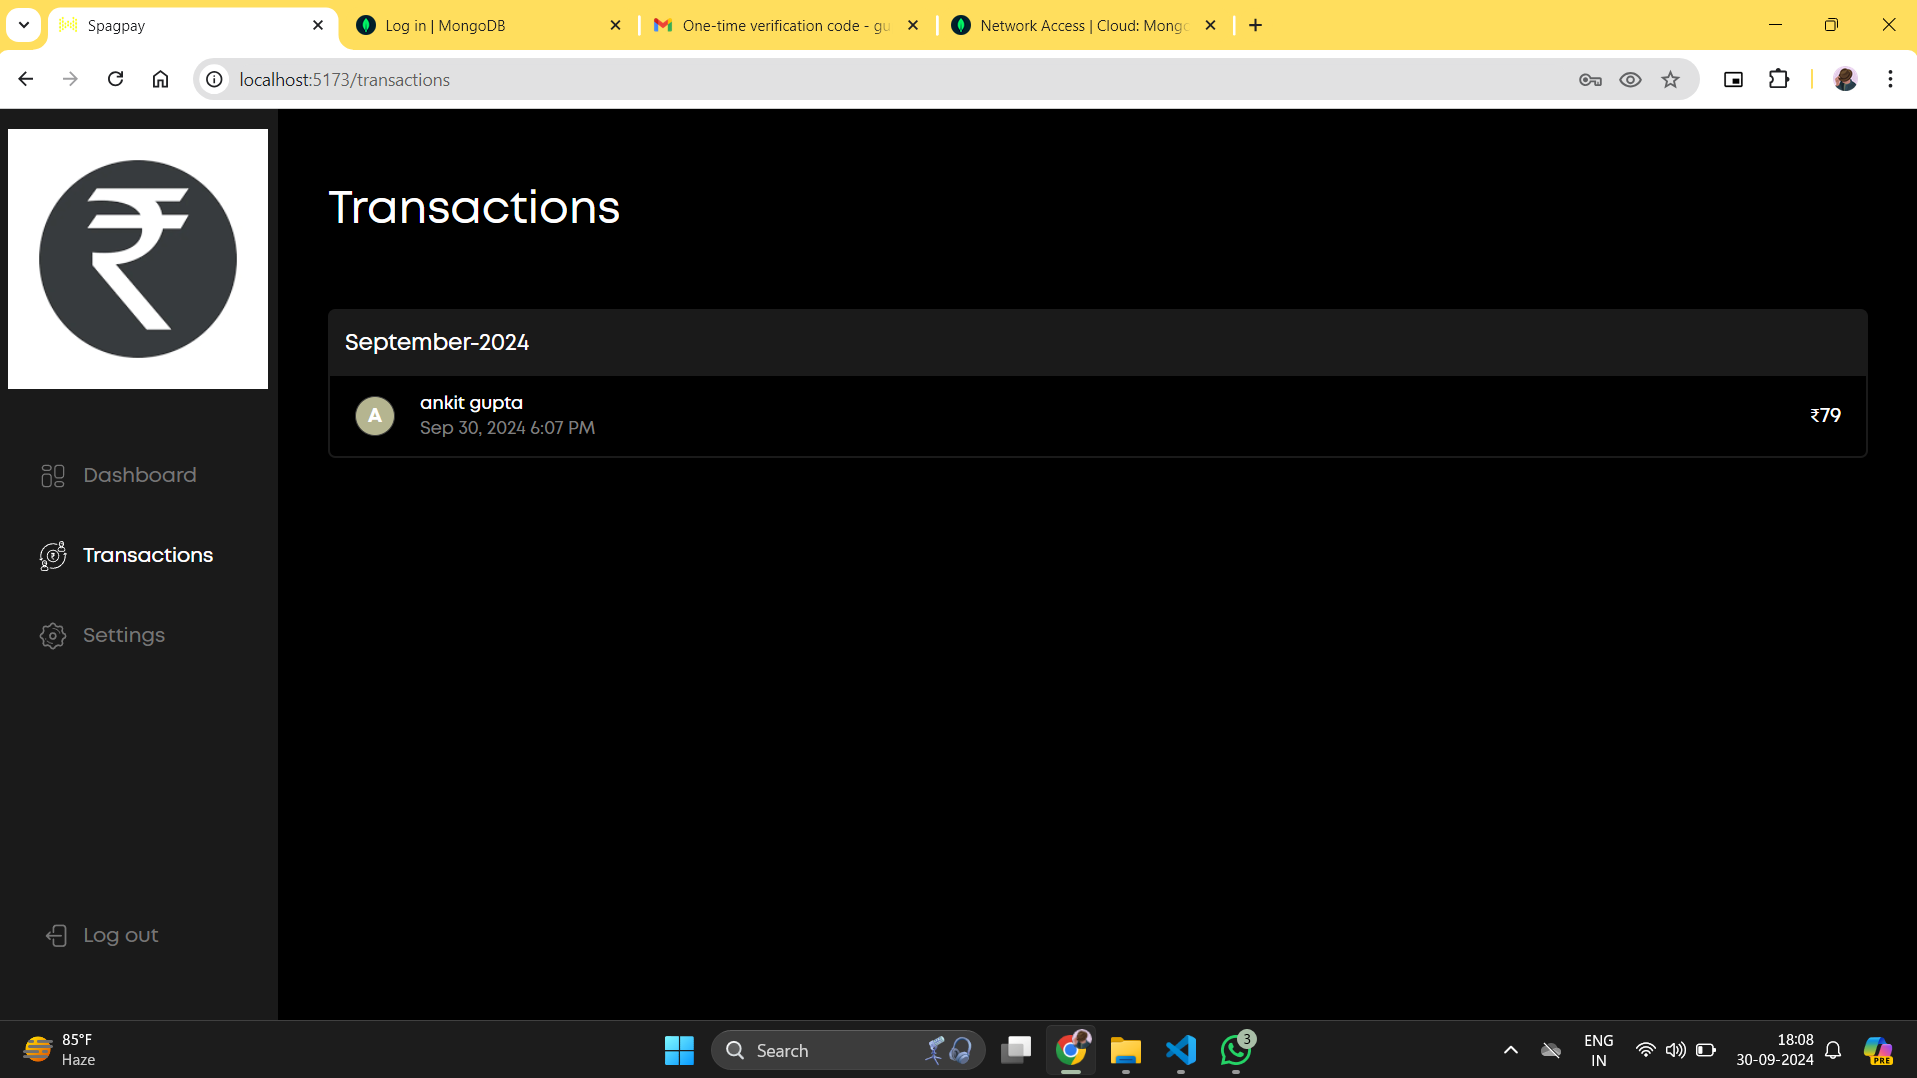 Spagpay
Log in | MongoDB
One-time verification code - gu
Network Access | Cloud: Mongo
localhost:5173/transactions
Transactions
September-2024
A
ankit gupta
Sep 30, 2024 6:07 PM
₹79
Dashboard
Transactions
Settings
Log out
85°F
Haze
Search
3
ENG
IN
18:08
30-09-2024
PRE